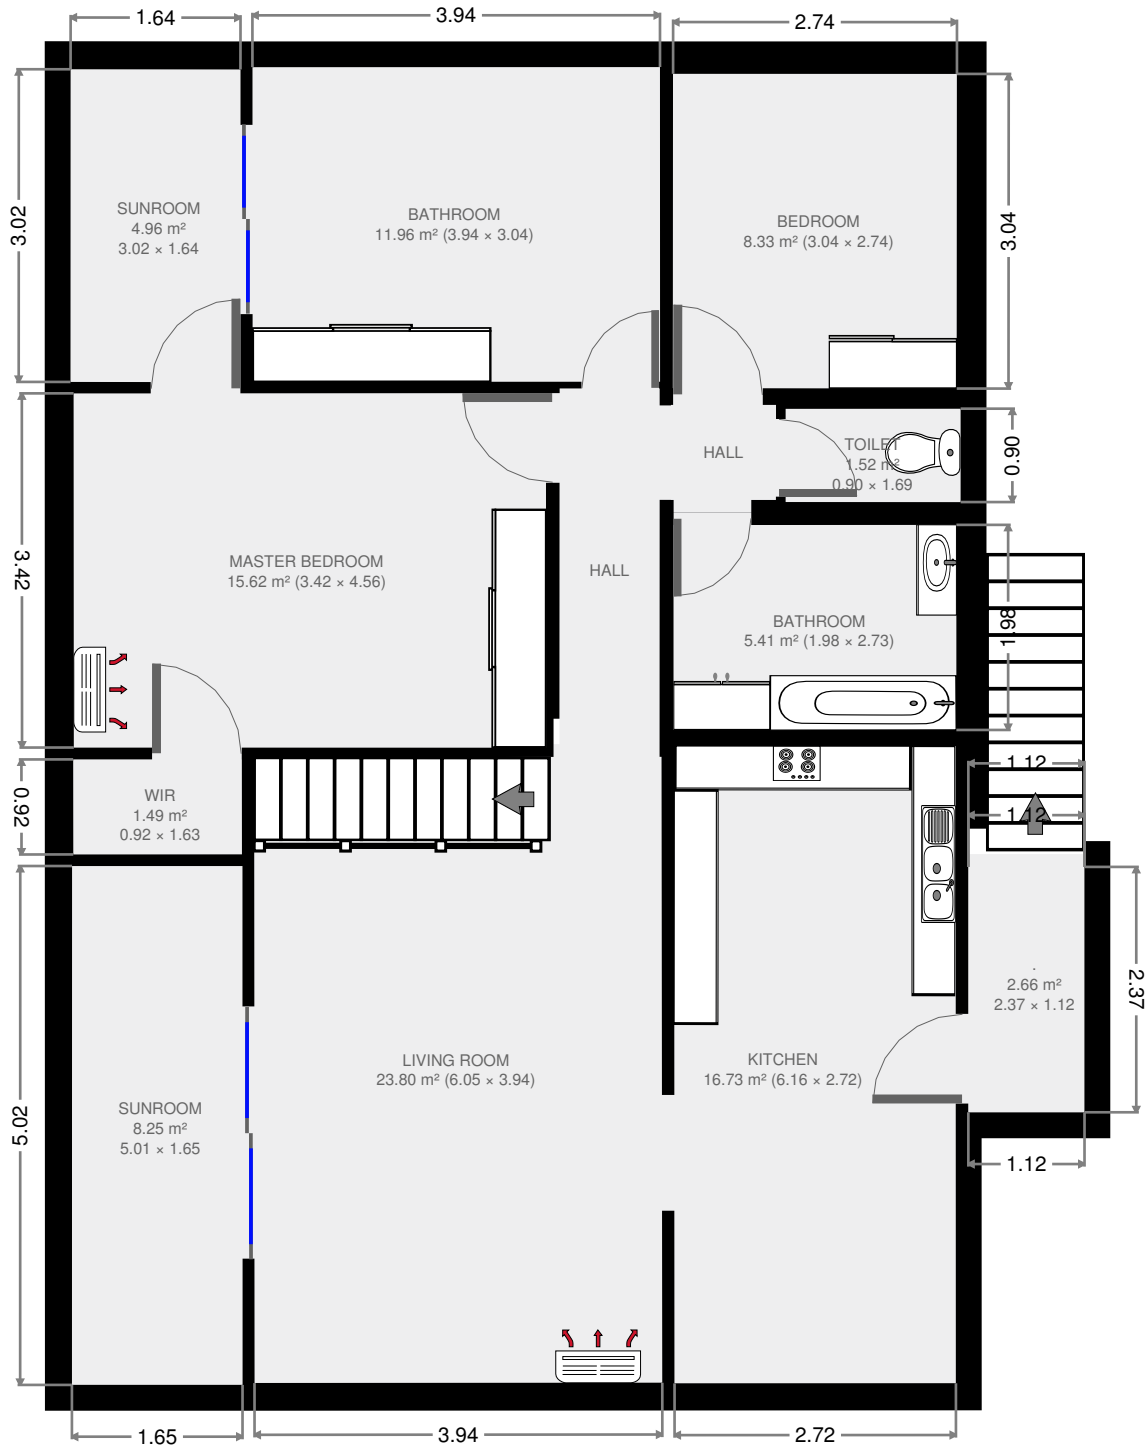 1.64
3.94
2.74
3.02
3.04
SUNROOM
4.96 m²
3.02 × 1.64
BATHROOM
11.96 m² (3.94 × 3.04)
BEDROOM
8.33 m² (3.04 × 2.74)
HALL
TOILET
1.52 m²
0.90 × 1.69
0.90
3.42
MASTER BEDROOM
15.62 m² (3.42 × 4.56)
HALL
BATHROOM
5.41 m² (1.98 × 2.73)
1.98
1.12
1.12
0.92
WIR
1.49 m²
0.92 × 1.63
.
2.66 m²
2.37 × 1.12
2.37
LIVING ROOM
23.80 m² (6.05 × 3.94)
KITCHEN
16.73 m² (6.16 × 2.72)
5.02
SUNROOM
8.25 m²
5.01 × 1.65
1.12
1.65
3.94
2.72